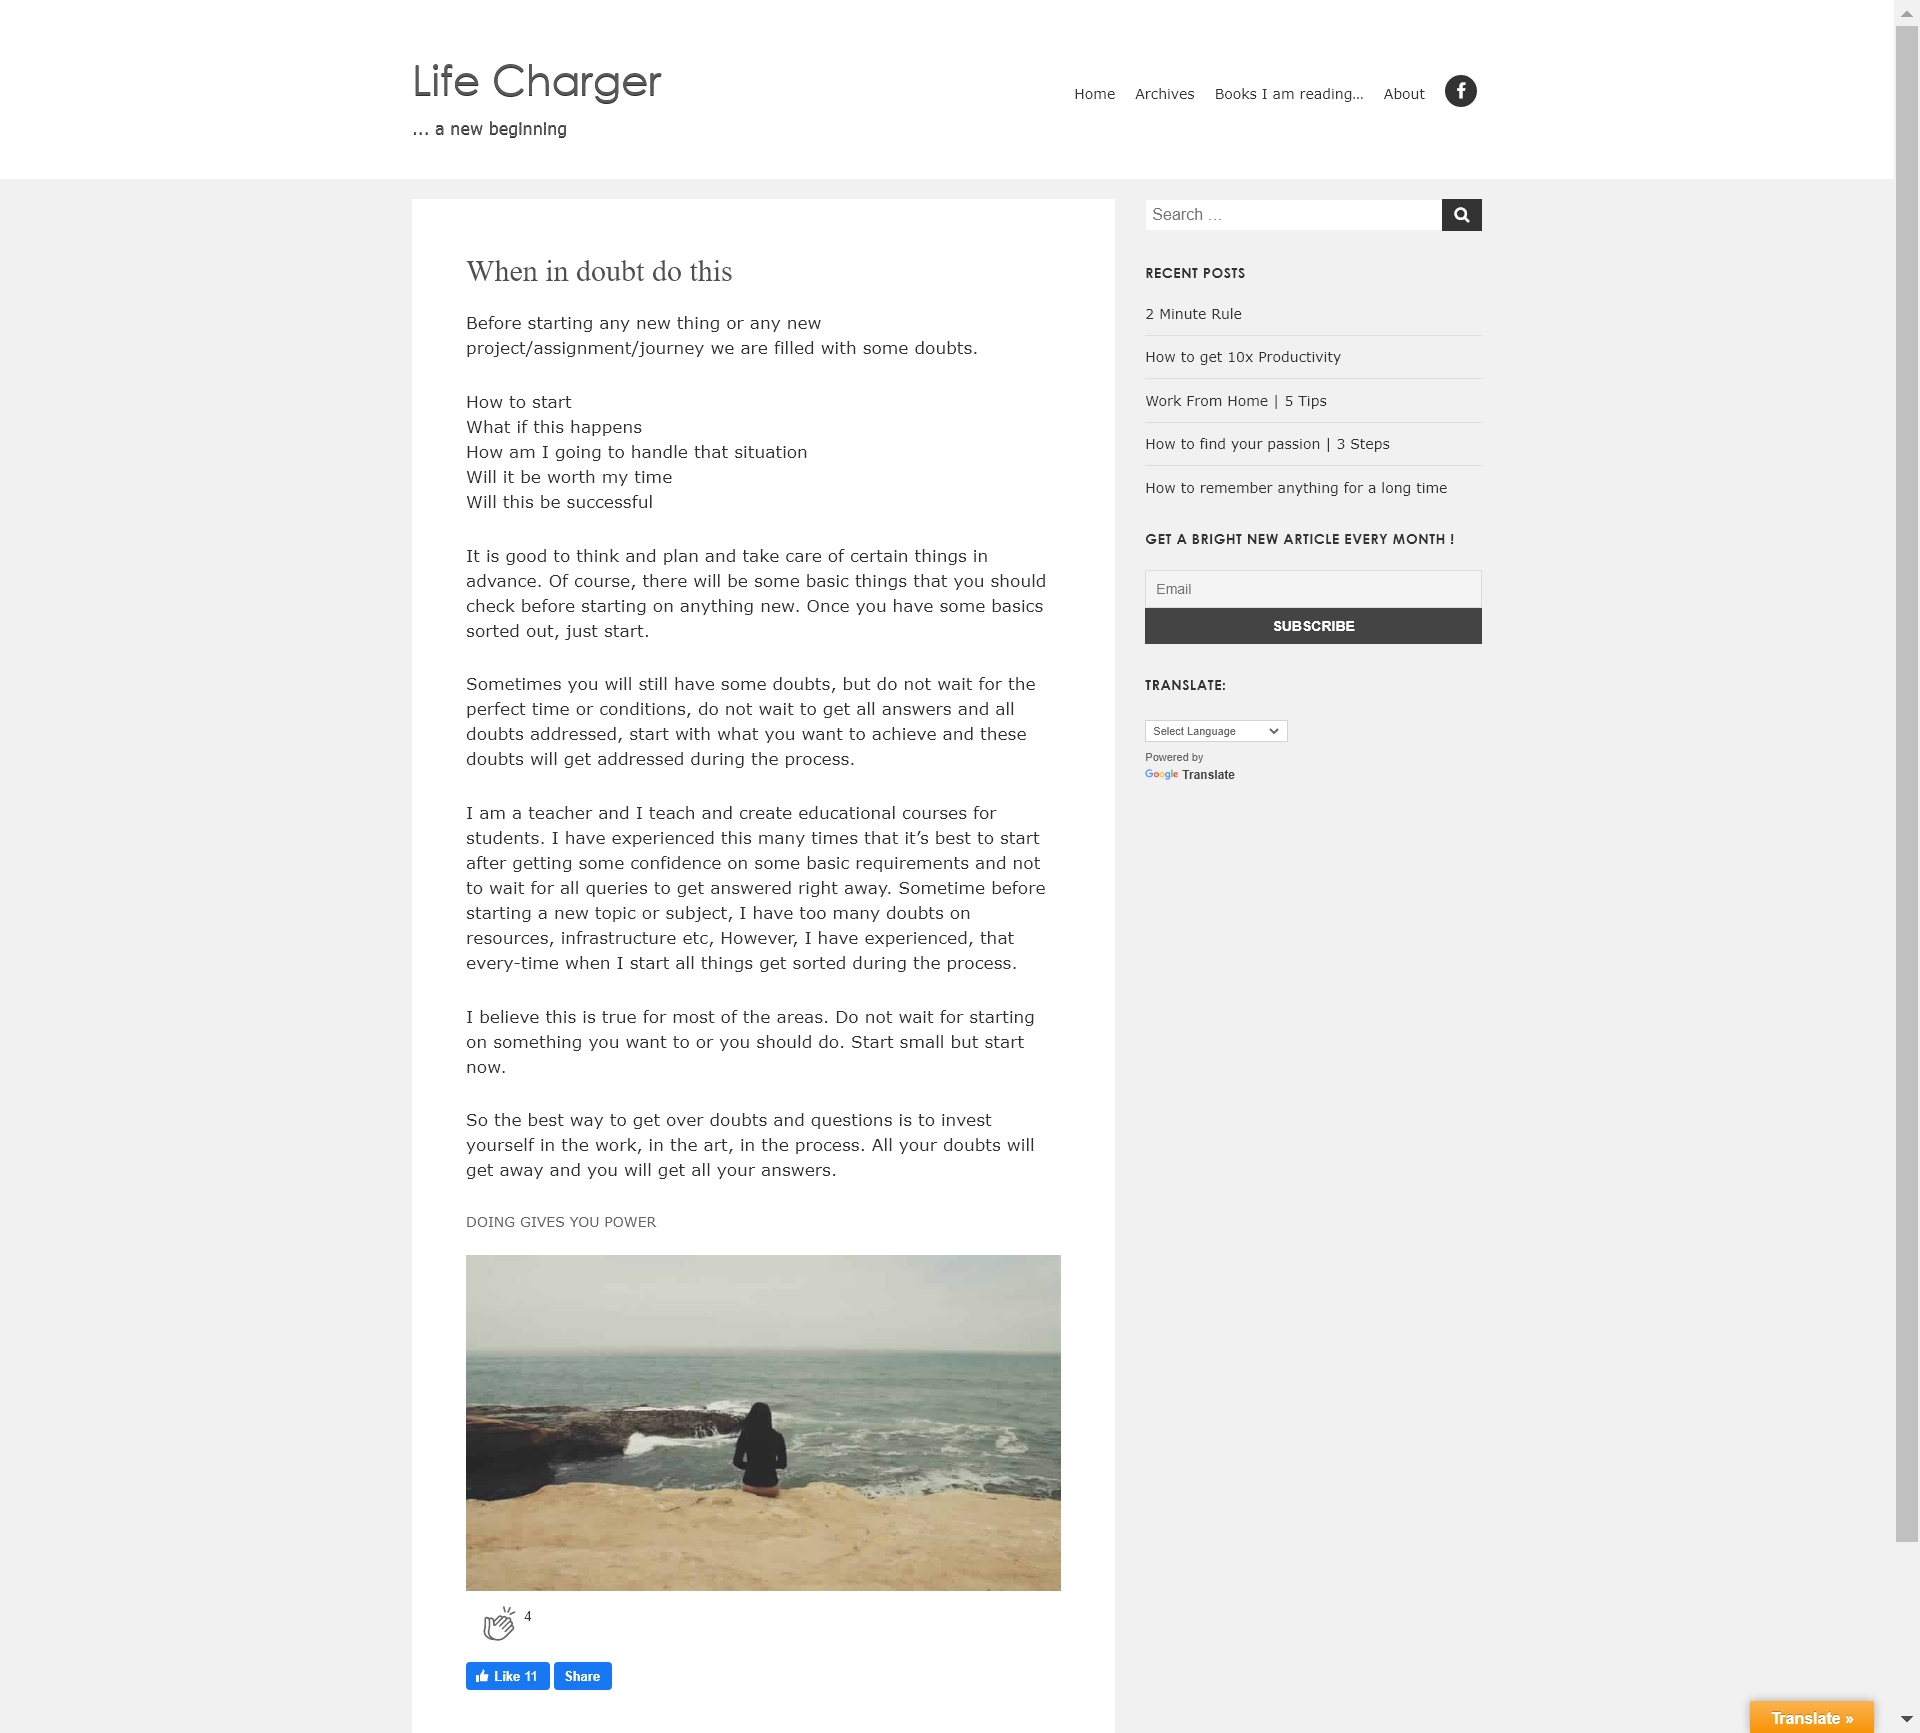 Life Charger
... a new beginning
Home
Archives
Books I am reading...
About
When in doubt do this
Before starting any new thing or any new
project/assignment/journey we are filled with some doubts.
How to start
What if this happens
How am I going to handle that situation
Will it be worth my time
Will this be successful
It is good to think and plan and take care of certain things in
advance. Of course, there will be some basic things that you should
check before starting on anything new. Once you have some basics
sorted out, just start.
Sometimes you will still have some doubts, but do not wait for the
perfect time or conditions, do not wait to get all answers and all
doubts addressed, start with what you want to achieve and these
doubts will get addressed during the process.
I am a teacher and I teach and create educational courses for
students. I have experienced this many times that it’s best to start
after getting some confidence on some basic requirements and not
to wait for all queries to get answered right away. Sometime before
starting a new topic or subject, I have too many doubts on
resources, infrastructure etc, However, I have experienced, that
every-time when I start all things get sorted during the process.
I believe this is true for most of the areas. Do not wait for starting
on something you want to or you should do. Start small but start
now.
So the best way to get over doubts and questions is to invest
yourself in the work, in the art, in the process. All your doubts will
get away and you will get all your answers.
DOING GIVES YOU POWER
4
Like 11
Share
Search ...
RECENT POSTS
2 Minute Rule
How to get 10x Productivity
Work From Home | 5 Tips
How to find your passion | 3 Steps
How to remember anything for a long time
GET A BRIGHT NEW ARTICLE EVERY MONTH !
Email
SUBSCRIBE
TRANSLATE:
Select Language
Powered by
Google Translate
Translate »